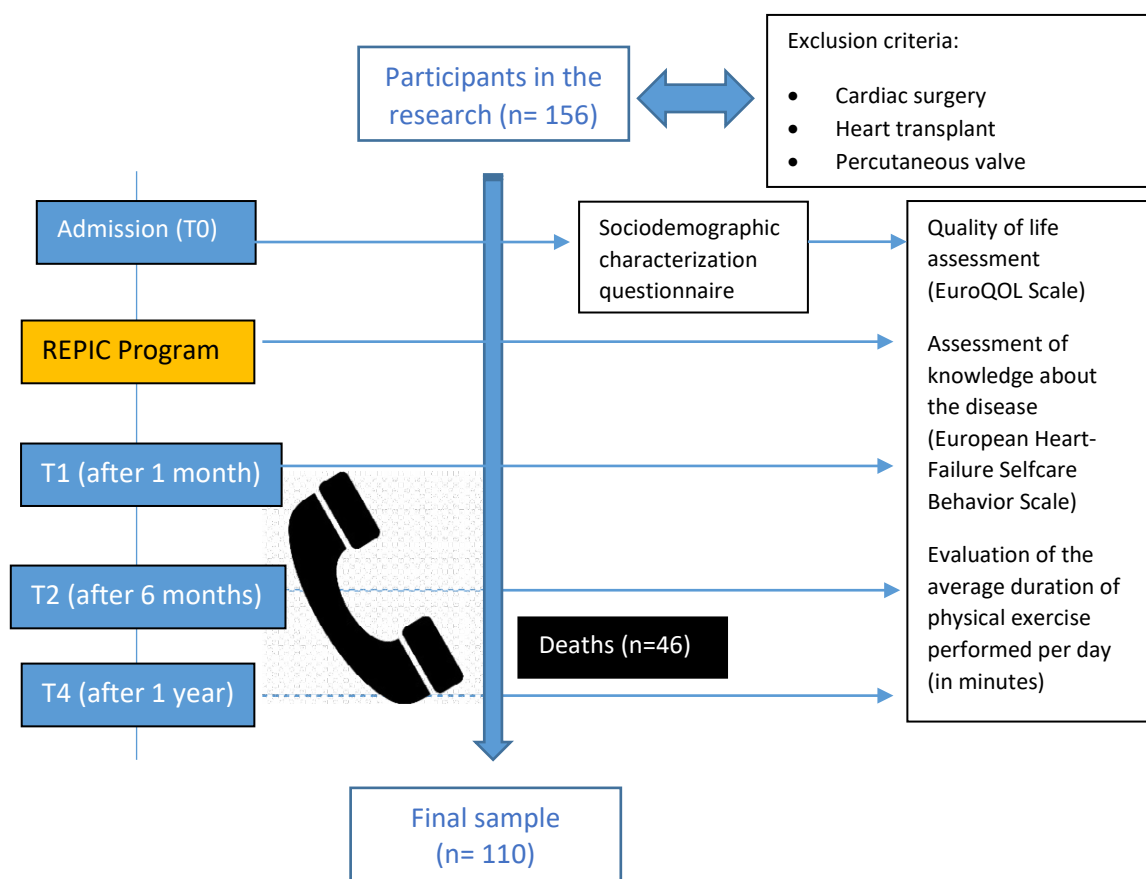 Exclusion criteria:
• Cardiac surgery
• Heart transplant
• Percutaneous valve
Participants in the
research (n= 156)
Admission (T0)
Sociodemographic
characterization
questionnaire
Quality of life
assessment
(EuroQOL Scale)
Assessment of
knowledge about
the disease
(European Heart-
Failure Selfcare
Behavior Scale)
Evaluation of the
average duration of
physical exercise
performed per day
(in minutes)
REPIC Program
T1 (after 1 month)
T2 (after 6 months)
Deaths (n=46)
T4 (after 1 year)
Final sample
(n= 110)